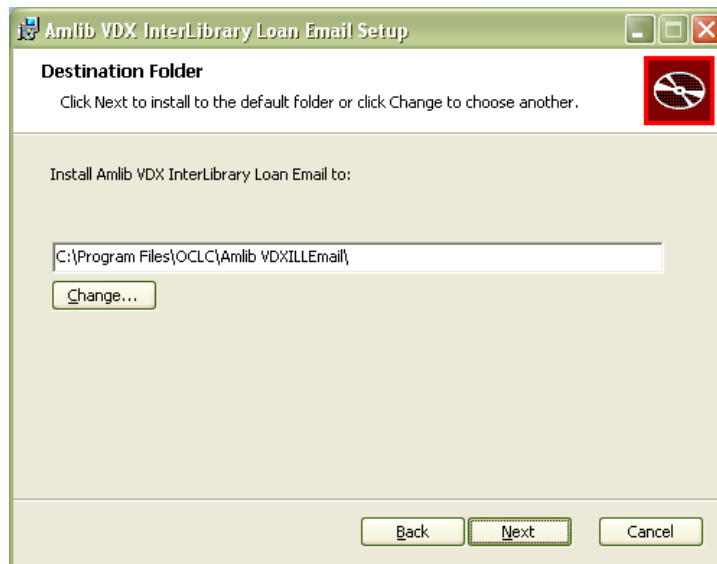 Amlib VDX InterLibrary Loan Email Setup
Destination Folder
Click Next to install to the default folder or click Change to choose another.
Install Amlib VDX InterLibrary Loan Email to:
C:\Program Files\OCLC\Amlib VDXILLEmail\
Change...
Back Next Cancel